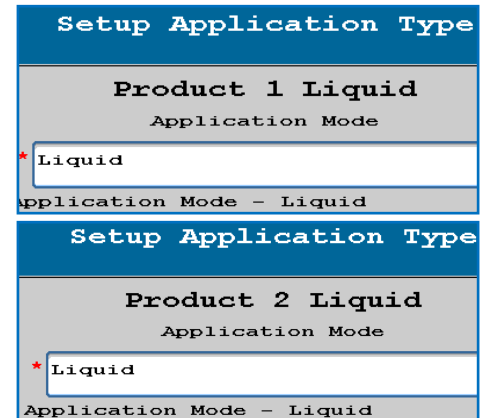 Setup Application Type
Product 1 Liquid
Application Mode
* Liquid
Application Mode - Liquid
Setup Application Type
Product 2 Liquid
Application Mode
* Liquid
Application Mode - Liquid